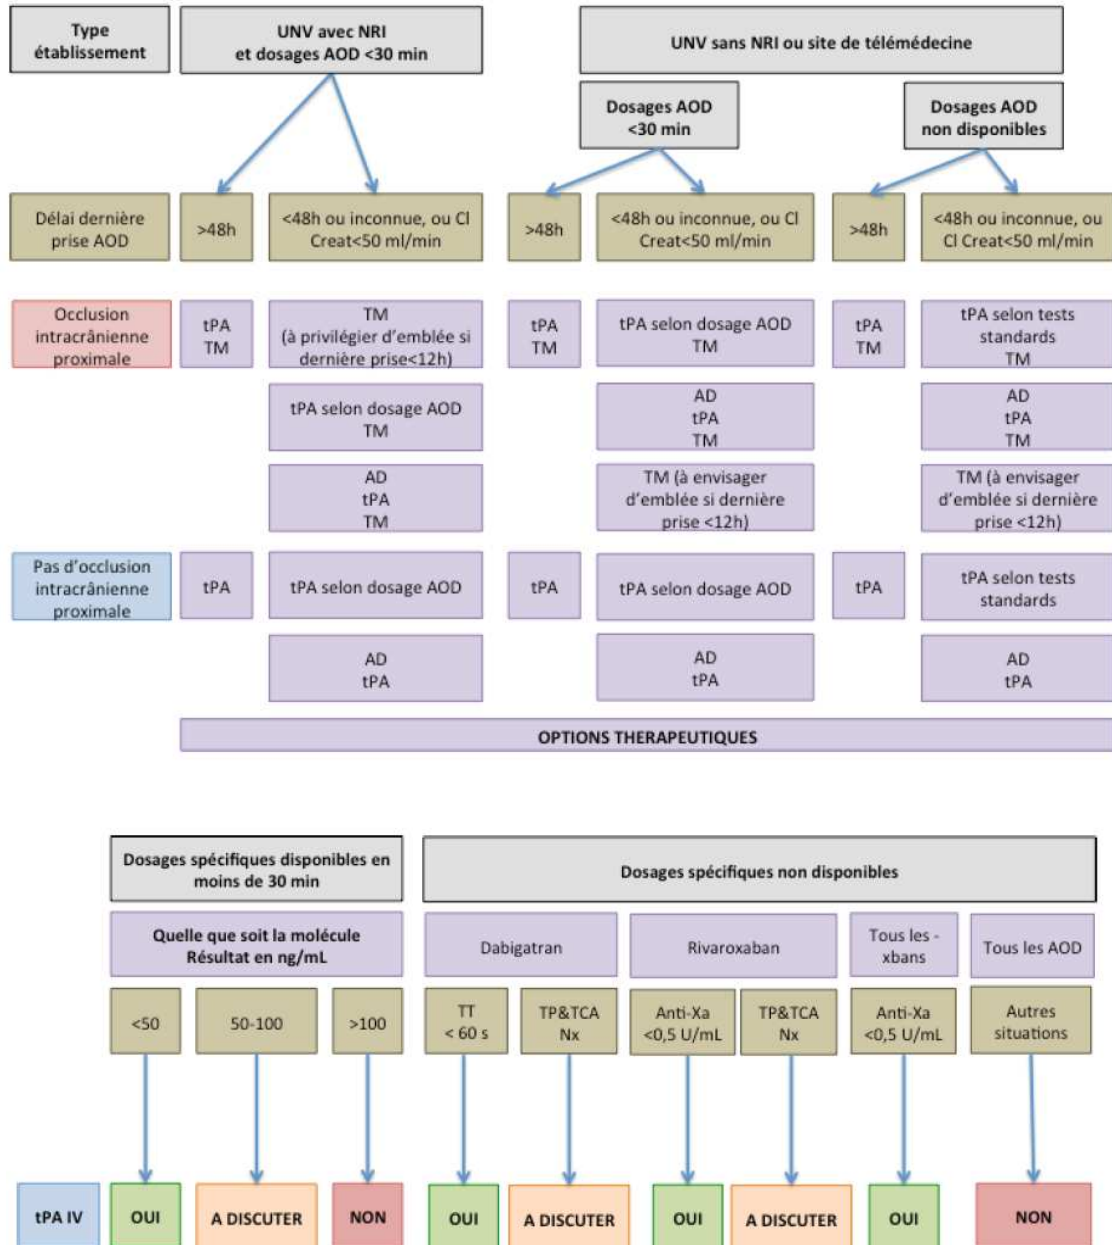 Type
établissement
UNV avec NRI
et dosages AOD <30 min
UNV sans NRI ou site de télémédecine
Dosages AOD
<30 min
Dosages AOD
non disponibles
Délai dernière
prise AOD
>48h
<48h ou inconnue, ou Cl
Creat<50 ml/min
>48h
<48h ou inconnue, ou Cl
Creat<50 ml/min
>48h
<48h ou inconnue, ou
Cl Creat<50 ml/min
Occlusion
intracrânienne
proximale
tPA
TM
TM
(à privilégier d’emblée si
dernière prise<12h)
tPA
TM
tPA selon dosage AOD
TM
tPA
TM
tPA selon tests
standards
TM
tPA selon dosage AOD
TM
AD
tPA
TM
AD
tPA
TM
AD
tPA
TM
TM (à envisager
d’emblée si dernière
prise <12h)
TM (à envisager
d’emblée si dernière
prise <12h)
Pas d’occlusion
intracrânienne
proximale
tPA
tPA selon dosage AOD
tPA
tPA selon dosage AOD
tPA
tPA selon tests
standards
AD
tPA
AD
tPA
AD
tPA
OPTIONS THERAPEUTIQUES
Dosages spécifiques disponibles en
moins de 30 min
Dosages spécifiques non disponibles
Quelle que soit la molécule
Résultat en ng/mL
Dabigatran
Rivaroxaban
Tous les -
xbans
Tous les AOD
<50
50-100
>100
TT
< 60 s
TP&TCA
Nx
Anti-Xa
<0,5 U/mL
TP&TCA
Nx
Anti-Xa
<0,5 U/mL
Autres
situations
tPA IV
OUI
A DISCUTER
NON
OUI
A DISCUTER
OUI
A DISCUTER
OUI
NON